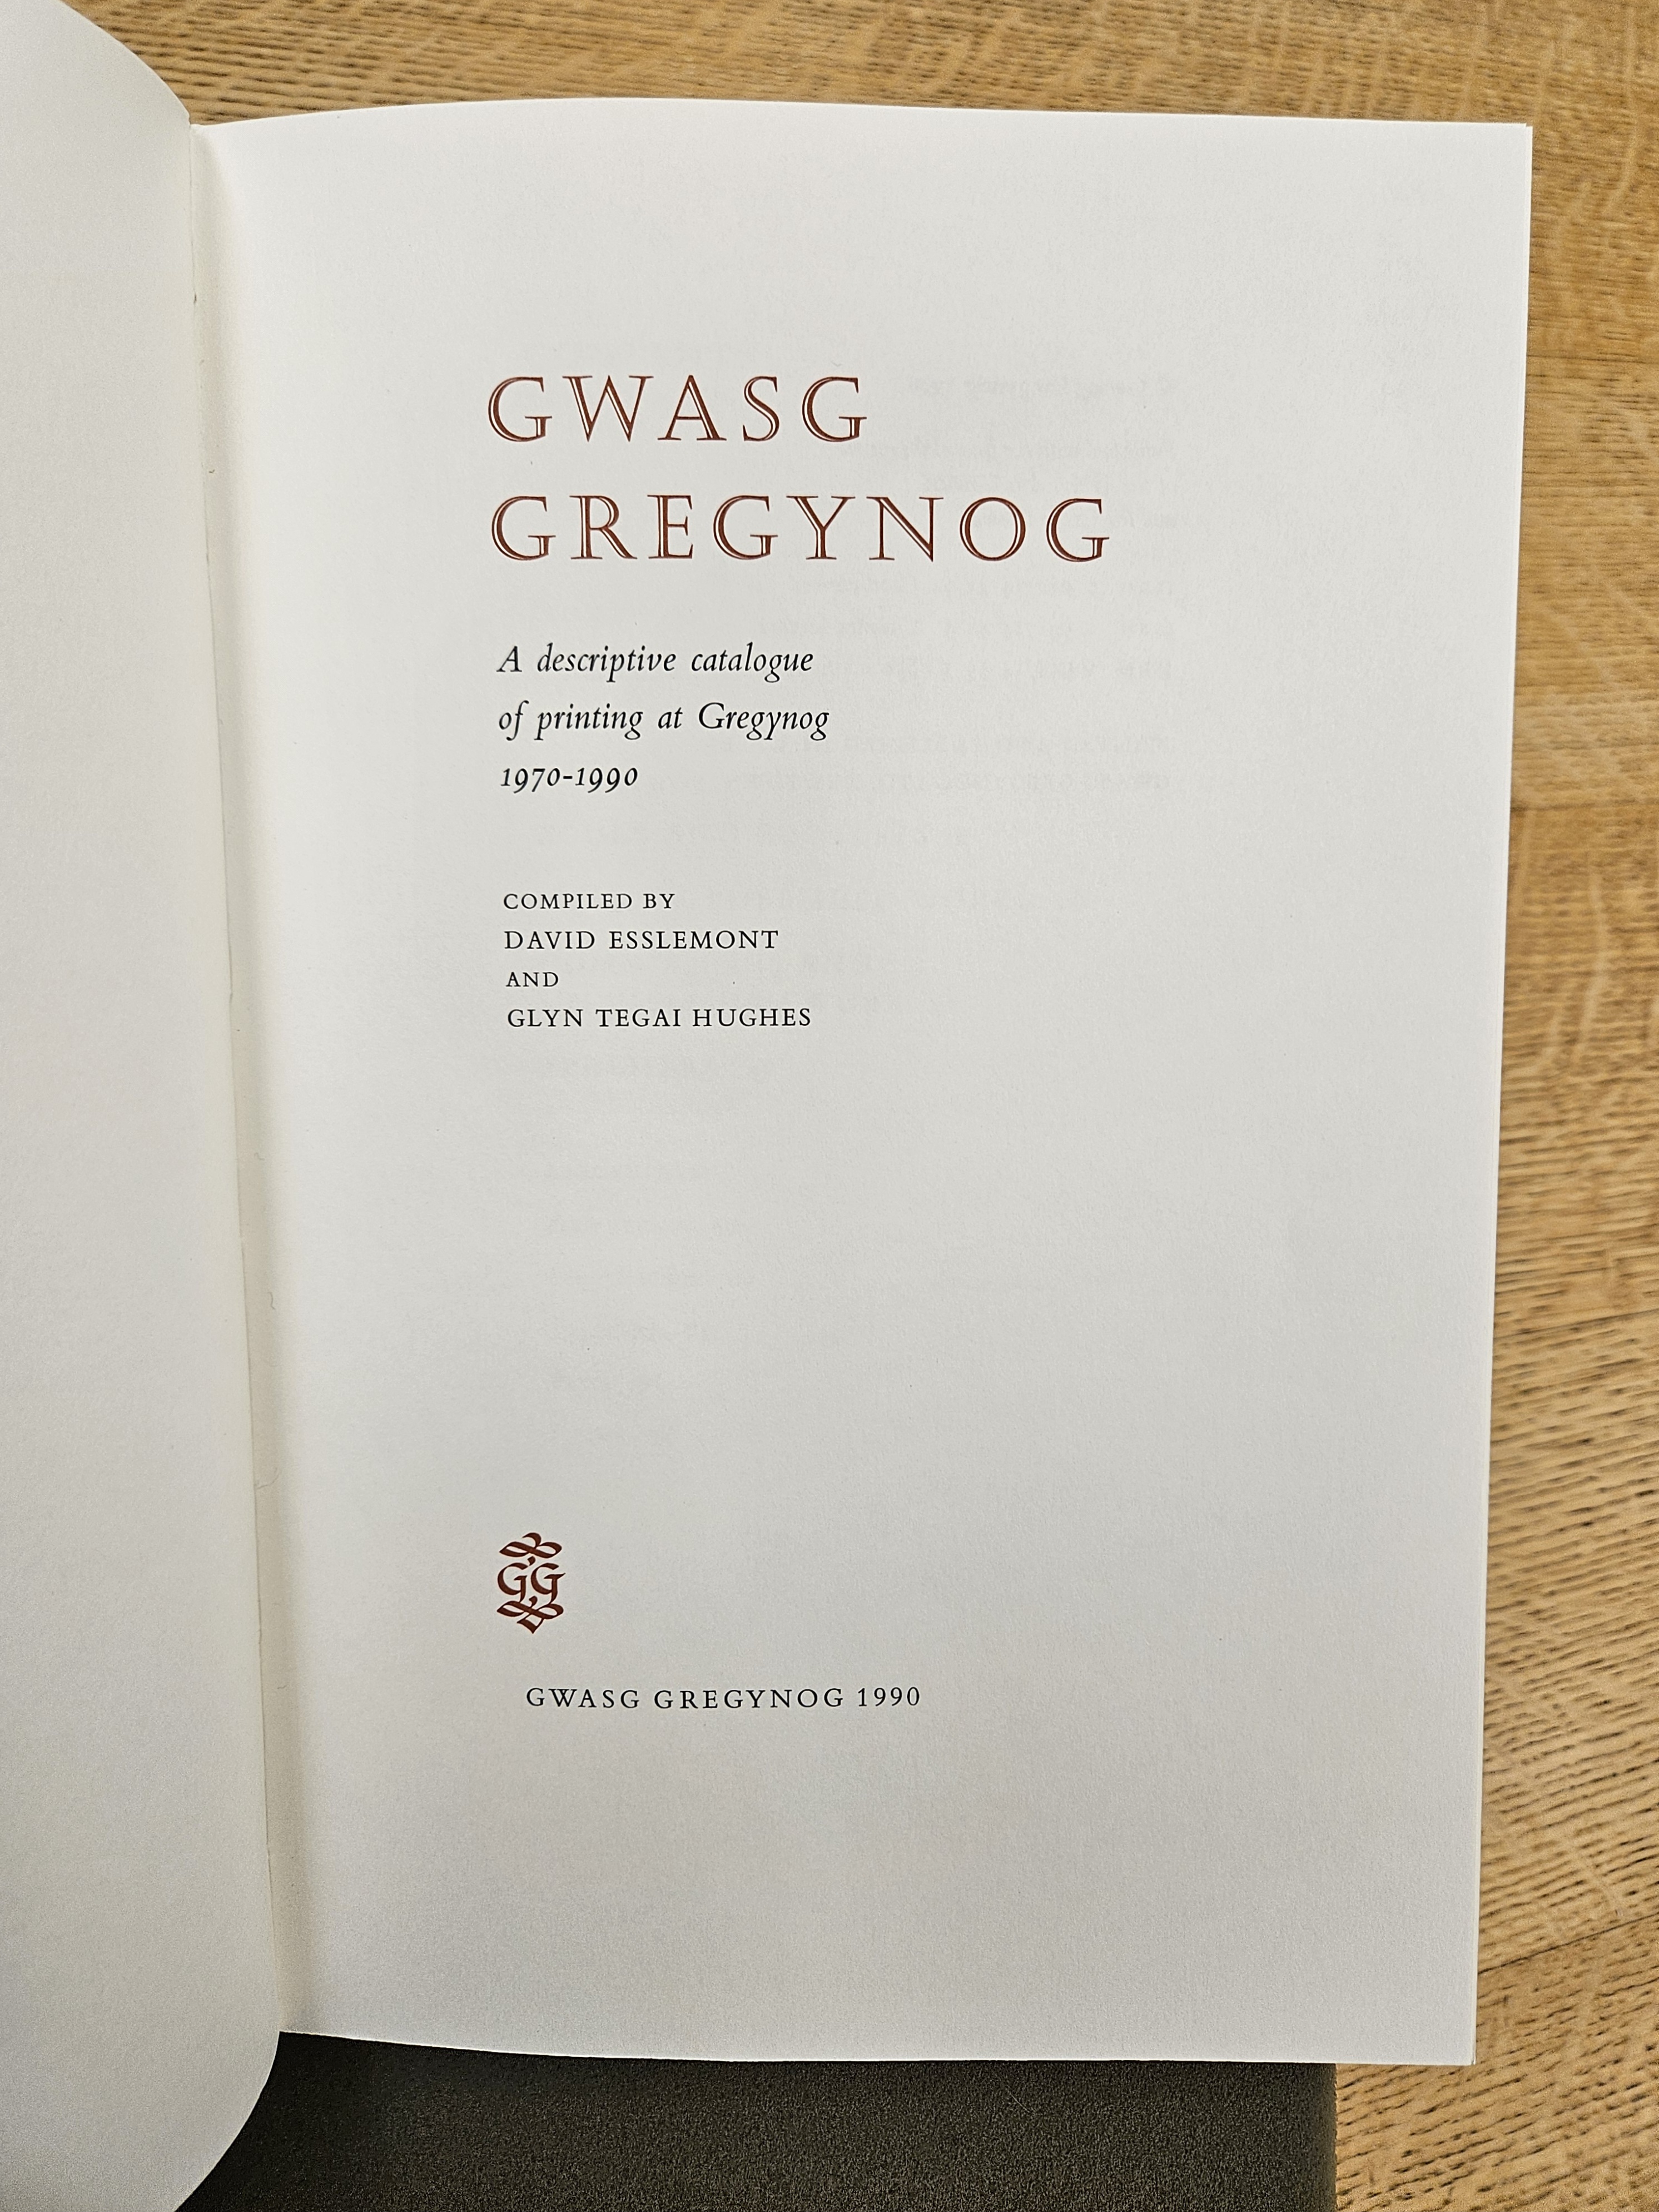 GWASG
GREGYNOG
A descriptive catalogue
of printing at Gregynog
1970-1990
COMPILED BY
DAVID ESSLEMONT
AND
GLYN TEGAI HUGHES
GG
GWASG GREGYNOG 1990